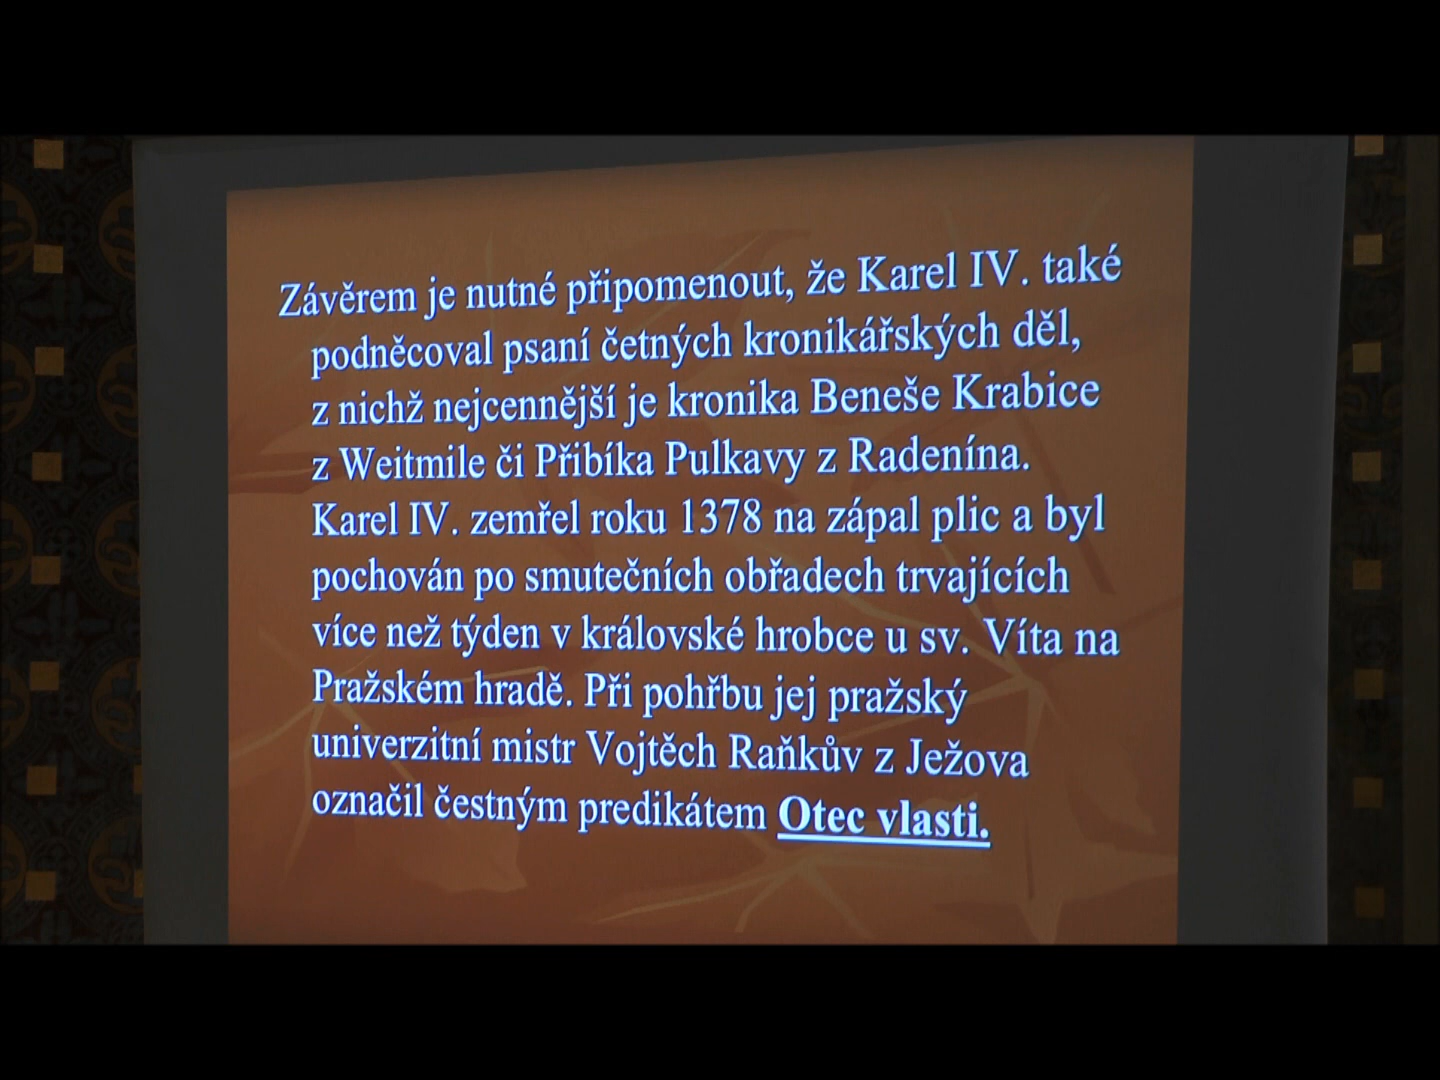 Závěrem je nutné připomenout, že Karel IV. také
podněcoval psaní četných kronikářských děl,
z nichž nejcennější je kronika Beneše Krabice
z Weitmile či Přibíka Pulkavy z Radenína.
Karel IV. zemřel roku 1378 na zápal plic a byl
pochován po smutečních obřadech trvajících
více než týden v královské hrobce u sv. Víta na
Pražském hradě. Při pohřbu jej pražský
univerzitní mistr Vojtěch Raňkův z Ježova
označil čestným predikátem Otec vlasti.